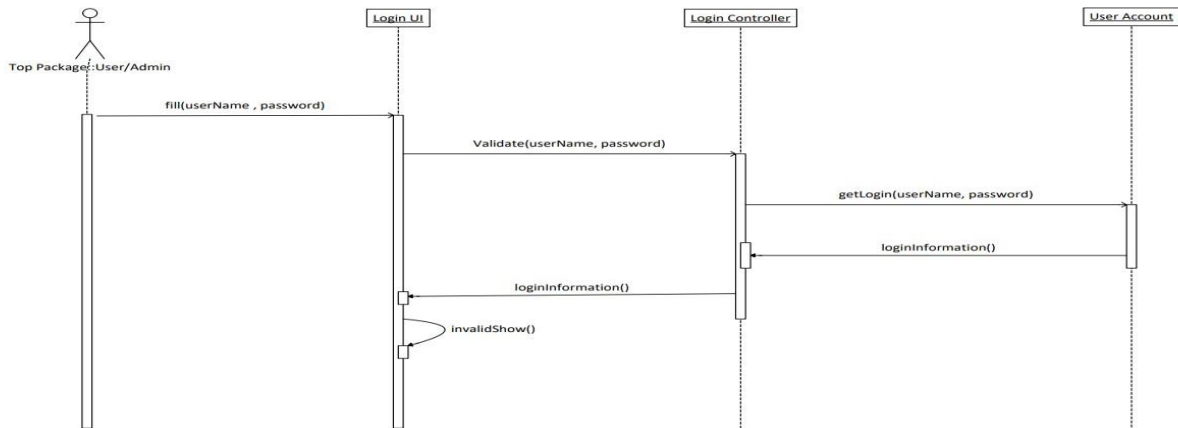 Login UI
Login Controller
User Account
Top Package::User/Admin
fill(userName , password)
Validate(userName, password)
getLogin(userName, password)
loginInformation()
loginInformation()
invalidShow()